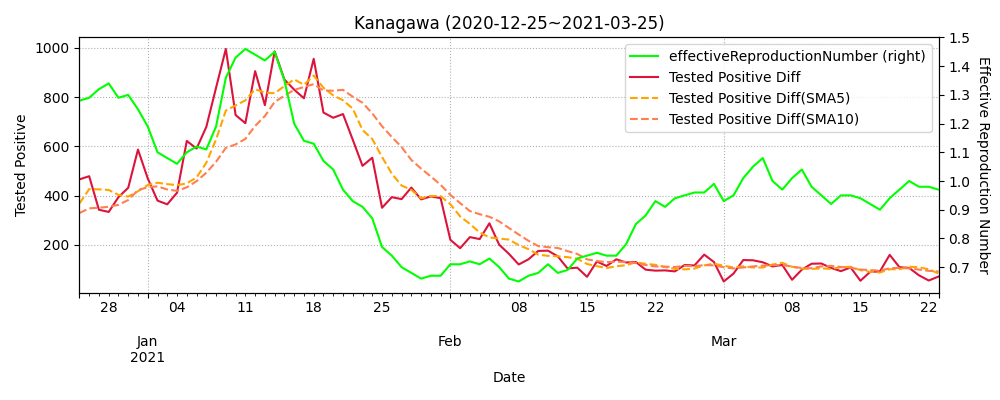 Kanagawa (2020-12-25~2021-03-25)
1000
800
600
400
200
Tested Positive
1.5
1.4
1.3
1.2
1.1
1.0
0.9
0.8
0.7
Effective Reproduction Number
effectiveReproductionNumber (right)
Tested Positive Diff
Tested Positive Diff(SMA5)
Tested Positive Diff(SMA10)
28 04 11 18 25 08 15 22 08 15 22
Jan Feb Mar
2021
Date